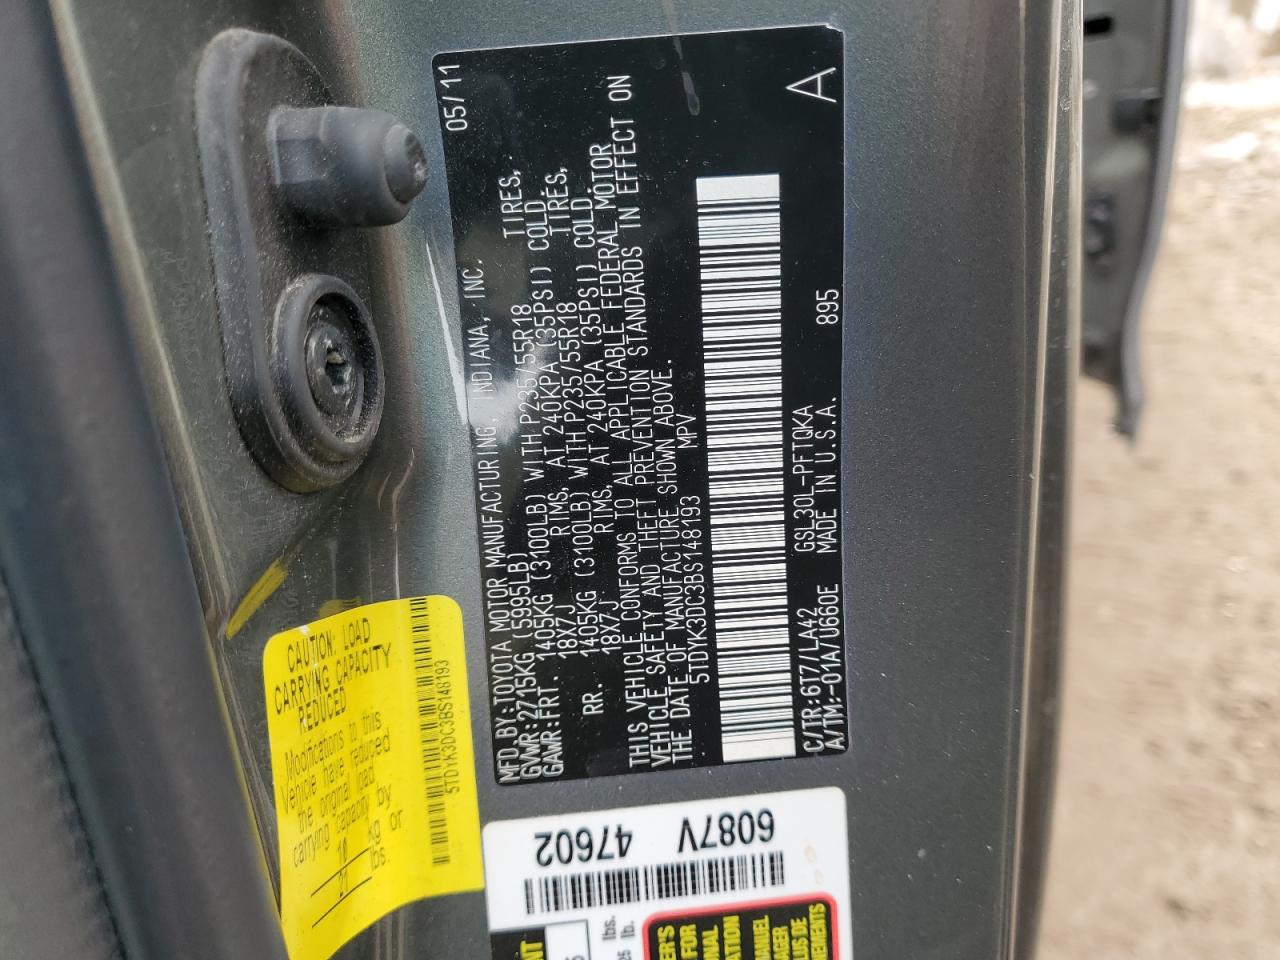 MFD BY:TOYOTA MOTOR MANUFACTURING, INDIANA, INC. 05/11
GVWR:2715KG (5995LB)
GAWR:FRT. 1405KG (3100LB) WITH P235/55R18 TIRES,
18X7J RIMS, AT 240KPA (35PSI) COLD.
RR. 1405KG (3100LB) WITH P235/55R18 TIRES,
18X7J RIMS, AT 240KPA (35PSI) COLD.
THIS VEHICLE CONFORMS TO ALL APPLICABLE FEDERAL MOTOR
VEHICLE SAFETY AND THEFT PREVENTION STANDARDS IN EFFECT ON
THE DATE OF MANUFACTURE SHOWN ABOVE.
5TDYK3DC3BS148193 MPV
C/TR:6T7/LA42 GSL30L-PFTQKA A
A/TM:-01A/U660E MADE IN U.S.A. 895
CAUTION: LOAD
CARRYING CAPACITY
REDUCED
Modifications to this
Vehicle have reduced
the original load
carrying capacity by
10 kg or
21 lbs.
5TDYK3DC3BS148193
6087V
47602
lbs.
lb.